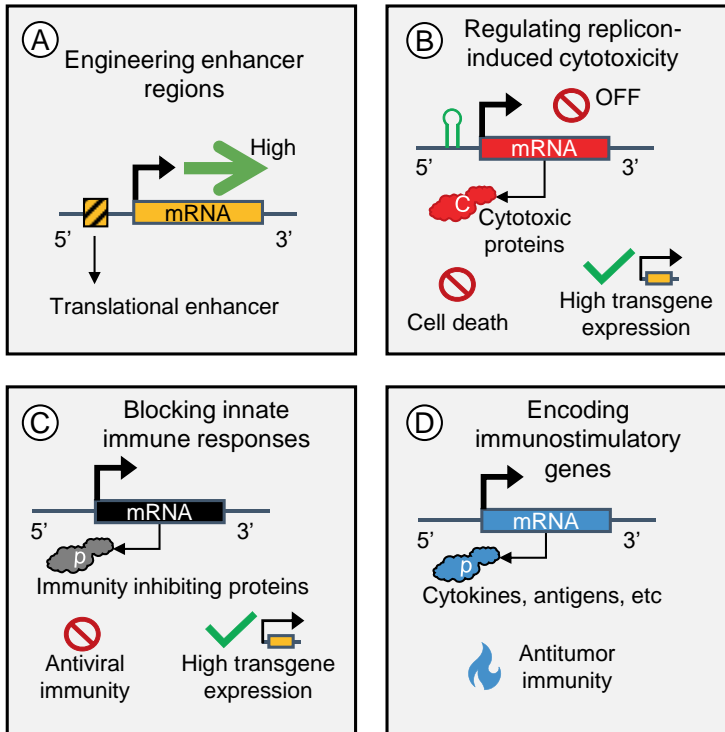 A
Engineering enhancer
regions
High
mRNA
5’
3’
Translational enhancer
B
Regulating replicon-
induced cytotoxicity
OFF
mRNA
5’
3’
C
Cytotoxic
proteins
Cell death
High transgene
expression
C
Blocking innate
immune responses
mRNA
5’
3’
p
Immunity inhibiting proteins
Antiviral
immunity
High transgene
expression
D
Encoding
immunostimulatory
genes
mRNA
5’
3’
p
Cytokines, antigens, etc
Antitumor
immunity